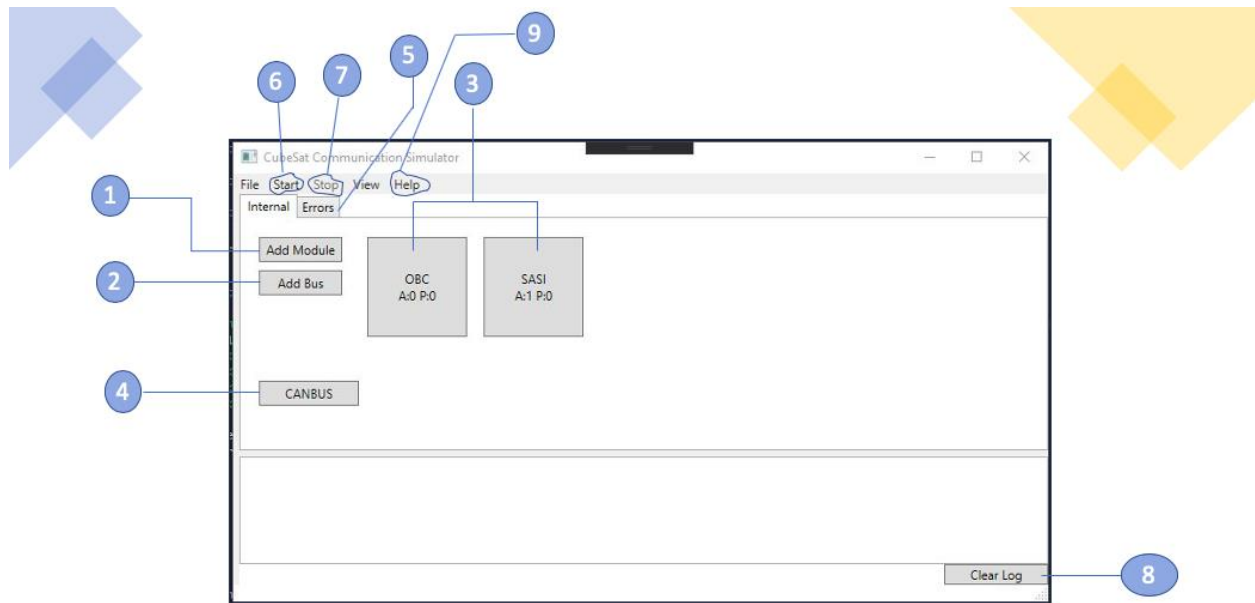 9
5
6
7
3
CubeSat Communication Simulator
File Start Stop View Help
1
Internal Errors
Add Module
2
Add Bus
OBC
A:0 P:0
SASI
A:1 P:0
4
CANBUS
Clear Log
8